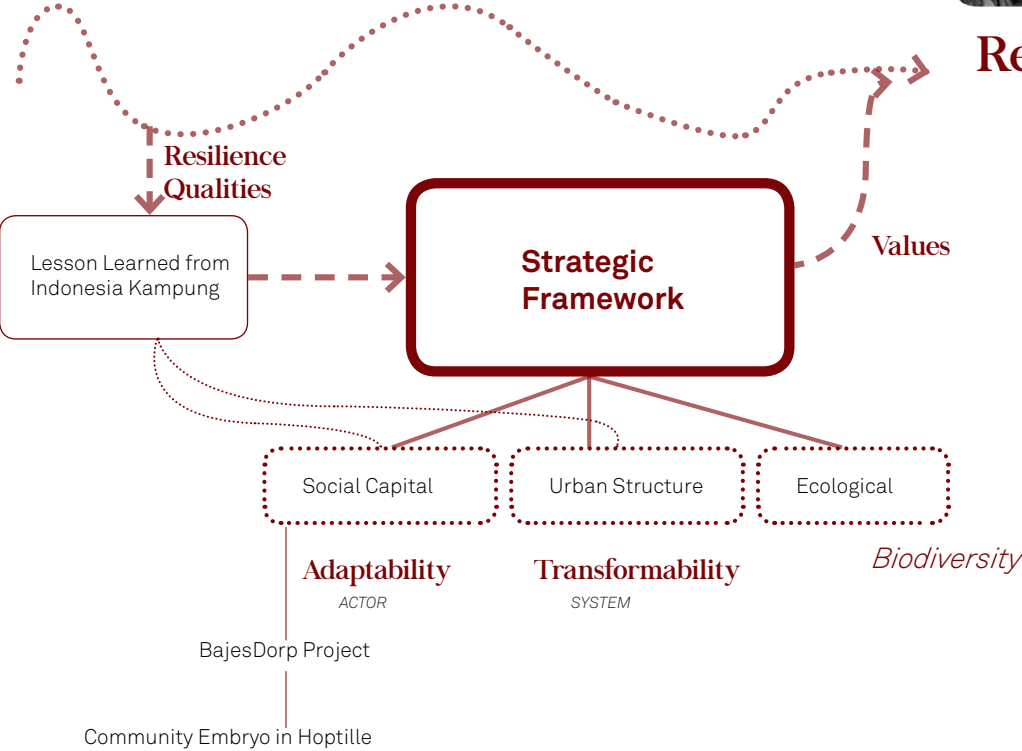 Re
Resilience
Qualities
Lesson Learned from
Indonesia Kampung
Strategic
Framework
Values
Social Capital
Urban Structure
Ecological
Adaptability
ACTOR
Transformability
SYSTEM
Biodiversity
BajesDorp Project
Community Embryo in Hoptille